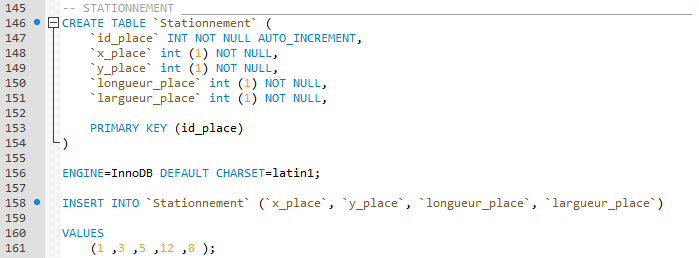 145 -- STATIONNEMENT
146 CREATE TABLE `Stationnement` (
147 `id_place` INT NOT NULL AUTO_INCREMENT,
148 `x_place` int (1) NOT NULL,
149 `y_place` int (1) NOT NULL,
150 `longueur_place` int (1) NOT NULL,
151 `largueur_place` int (1) NOT NULL,
152
153 PRIMARY KEY (id_place)
154 )
155
156 ENGINE=InnoDB DEFAULT CHARSET=latin1;
157
158 INSERT INTO `Stationnement` (`x_place`, `y_place`, `longueur_place`, `largueur_place`)
159
160 VALUES
161 (1 ,3 ,5 ,12 ,8 );